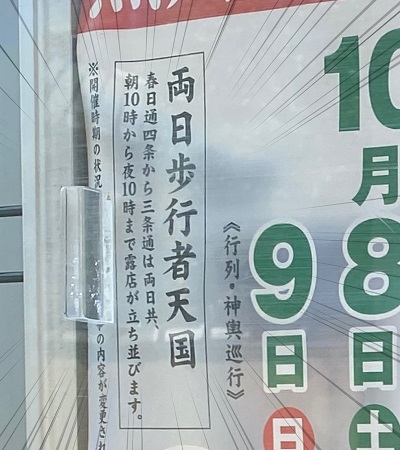 10月8日土
9日日
《行列・神輿巡行》
両日歩行者天国
春日通四条から三条通は両日共、
朝10時から夜10時まで露店が立ち並びます。
※開催時期の状況
の内容が変更され